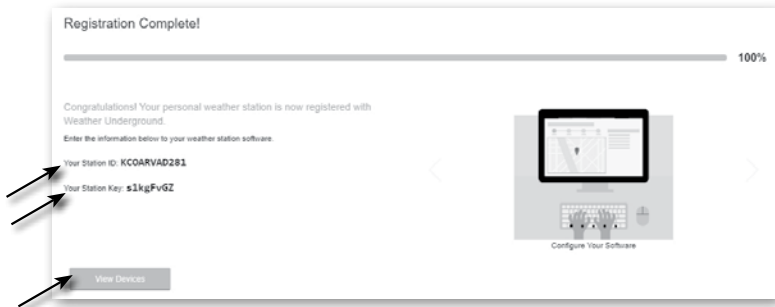 Registration Complete!
100%
Congratulations! Your personal weather station is now registered with
Weather Underground.
Enter the information below to your weather station software.
Your Station ID: KCOARVAD281
Your Station Key: s1kgFvGZ
Configure Your Software
View Devices